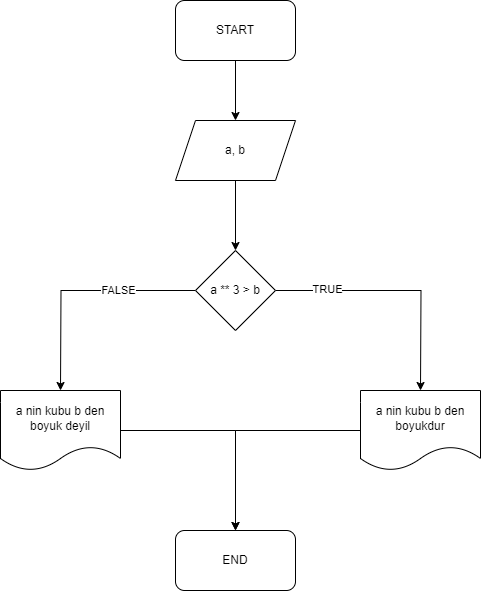 START
a, b
a ** 3 > b
FALSE
TRUE
a nin kubu b den
boyuk deyil
a nin kubu b den
boyukdur
END